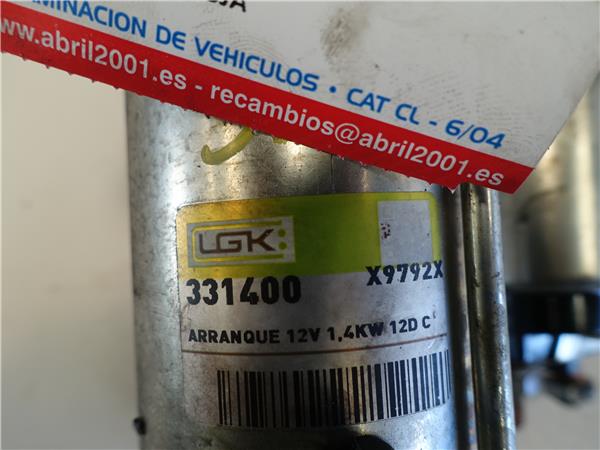 AMINACION DE VEHICULOS • CAT CL - 6/04
www.abril2001.es - recambios@abril2001.es
LGK
331400 X9792X
ARRANQUE 12V 1,4KW 12D C